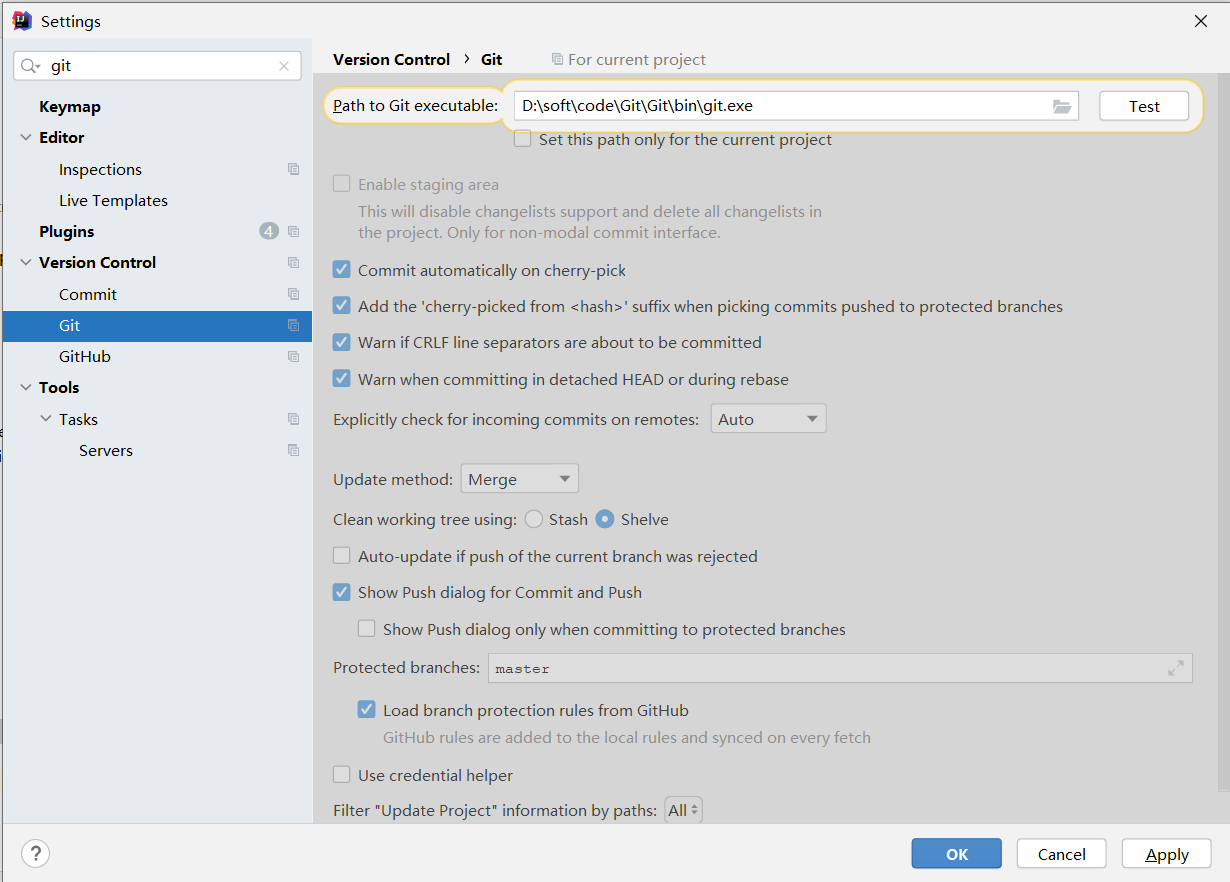 Settings
git
Keymap
Editor
Inspections
Live Templates
Plugins 4
Version Control
Commit
Git
GitHub
Tools
Tasks
Servers
Version Control › Git For current project
Path to Git executable: D:\soft\code\Git\Git\bin\git.exe Test
Set this path only for the current project
Enable staging area
This will disable changelists support and delete all changelists in
the project. Only for non-modal commit interface.
Commit automatically on cherry-pick
Add the 'cherry-picked from <hash>' suffix when picking commits pushed to protected branches
Warn if CRLF line separators are about to be committed
Warn when committing in detached HEAD or during rebase
Explicitly check for incoming commits on remotes: Auto
Update method: Merge
Clean working tree using: Stash Shelve
Auto-update if push of the current branch was rejected
Show Push dialog for Commit and Push
Show Push dialog only when committing to protected branches
Protected branches: master
Load branch protection rules from GitHub
GitHub rules are added to the local rules and synced on every fetch
Use credential helper
Filter "Update Project" information by paths: All
? OK Cancel Apply